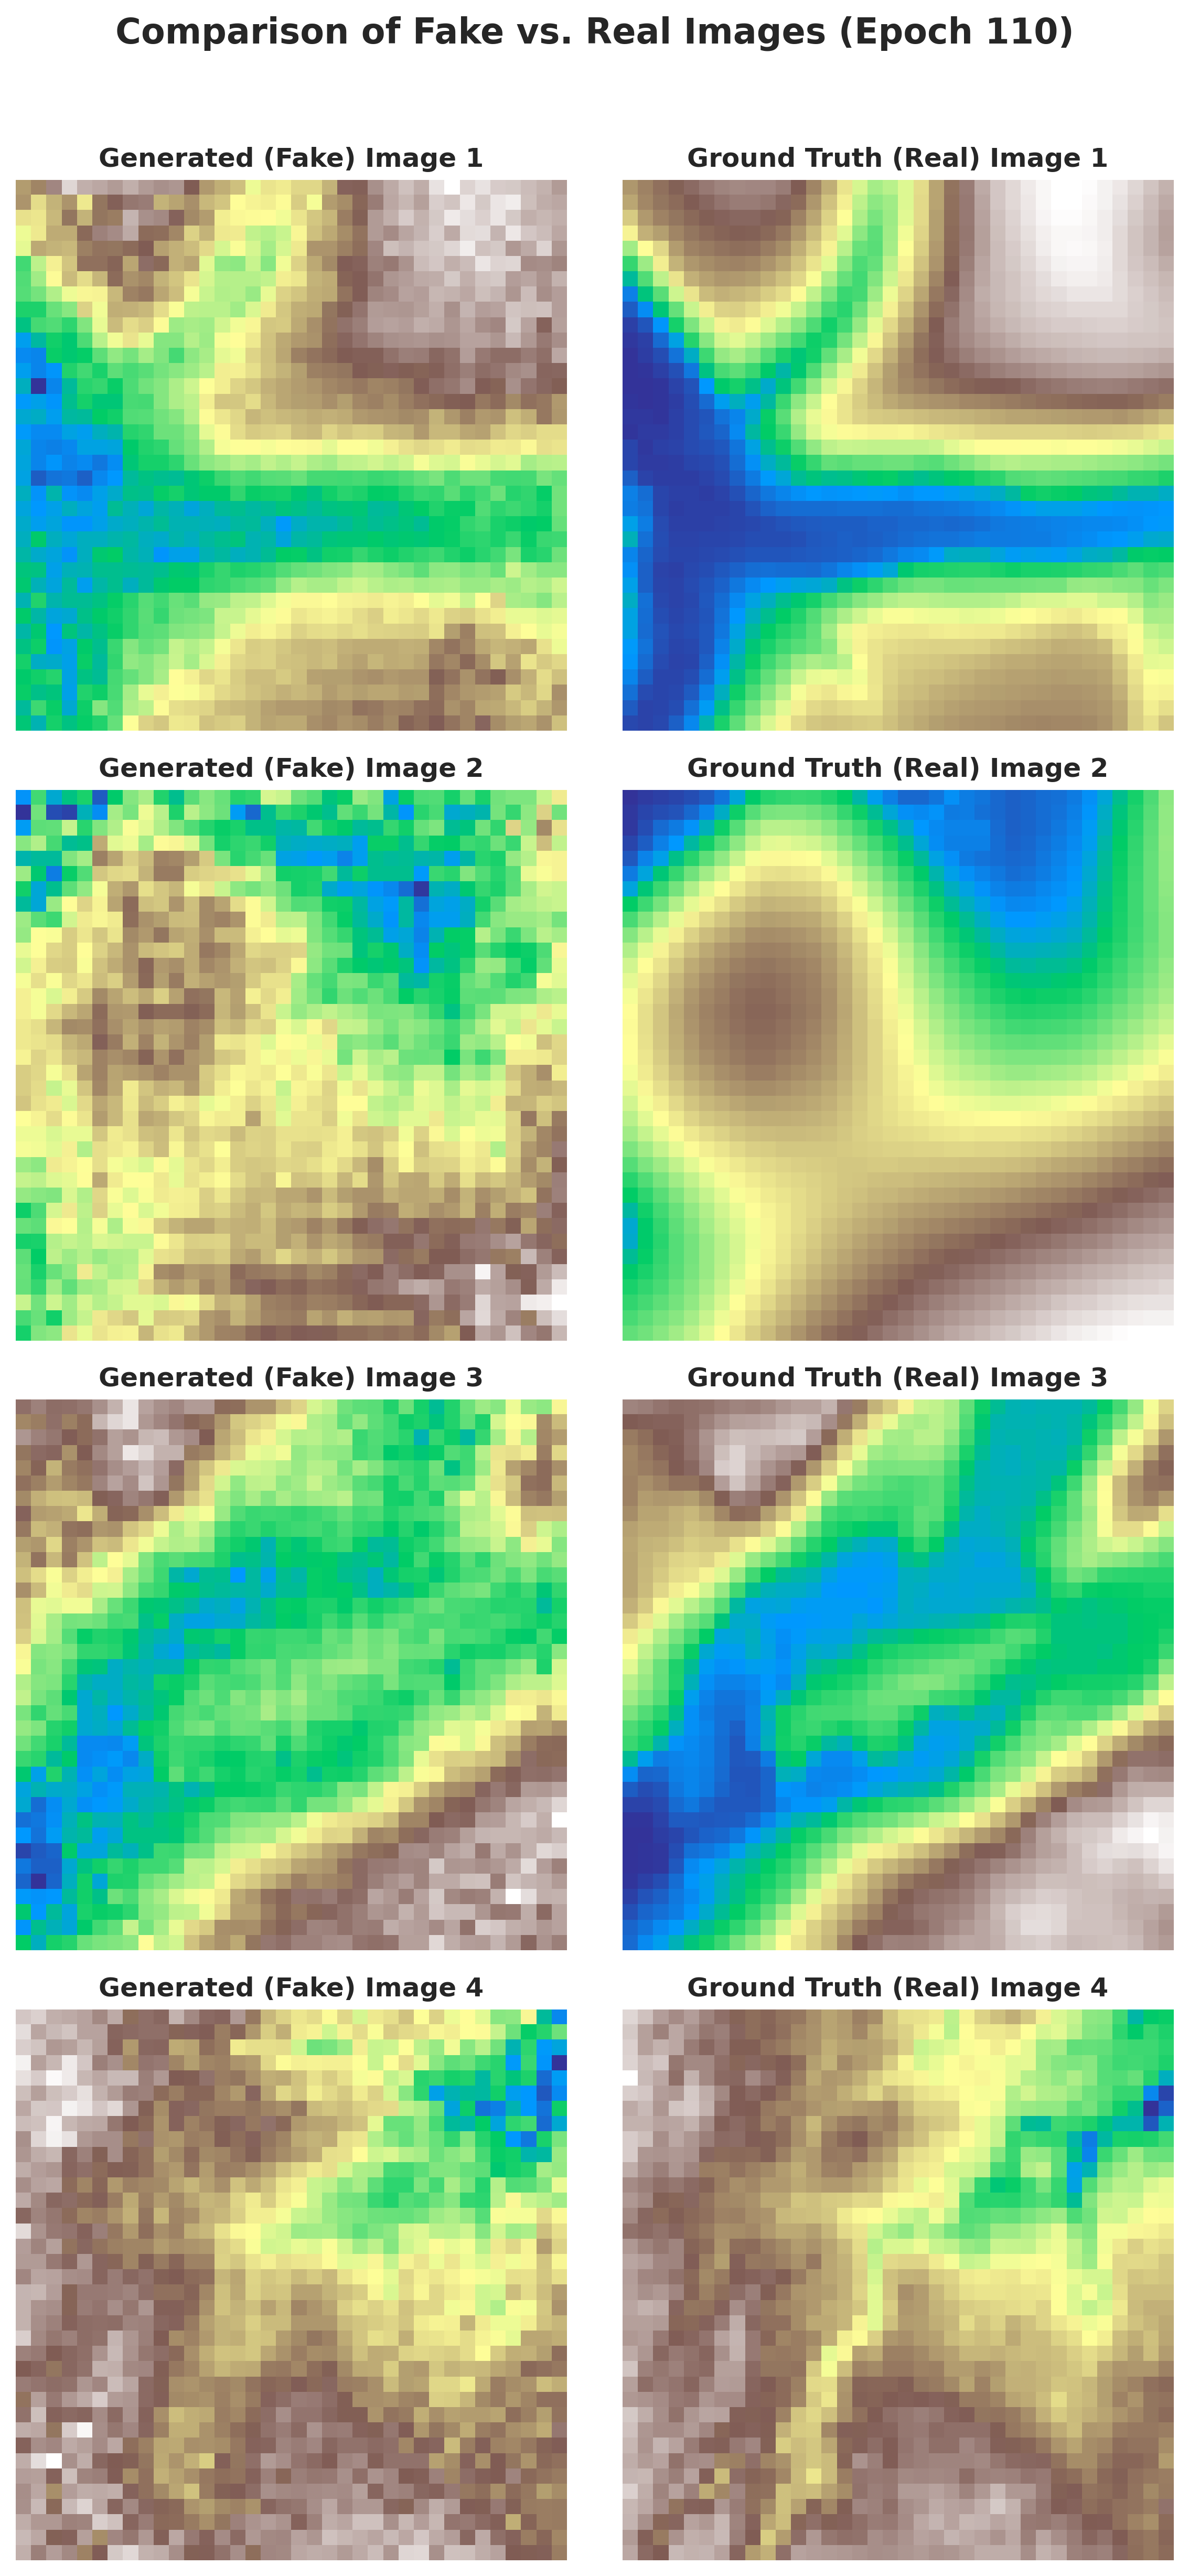 Comparison of Fake vs. Real Images (Epoch 110)
Generated (Fake) Image 1
Ground Truth (Real) Image 1
Generated (Fake) Image 2
Ground Truth (Real) Image 2
Generated (Fake) Image 3
Ground Truth (Real) Image 3
Generated (Fake) Image 4
Ground Truth (Real) Image 4